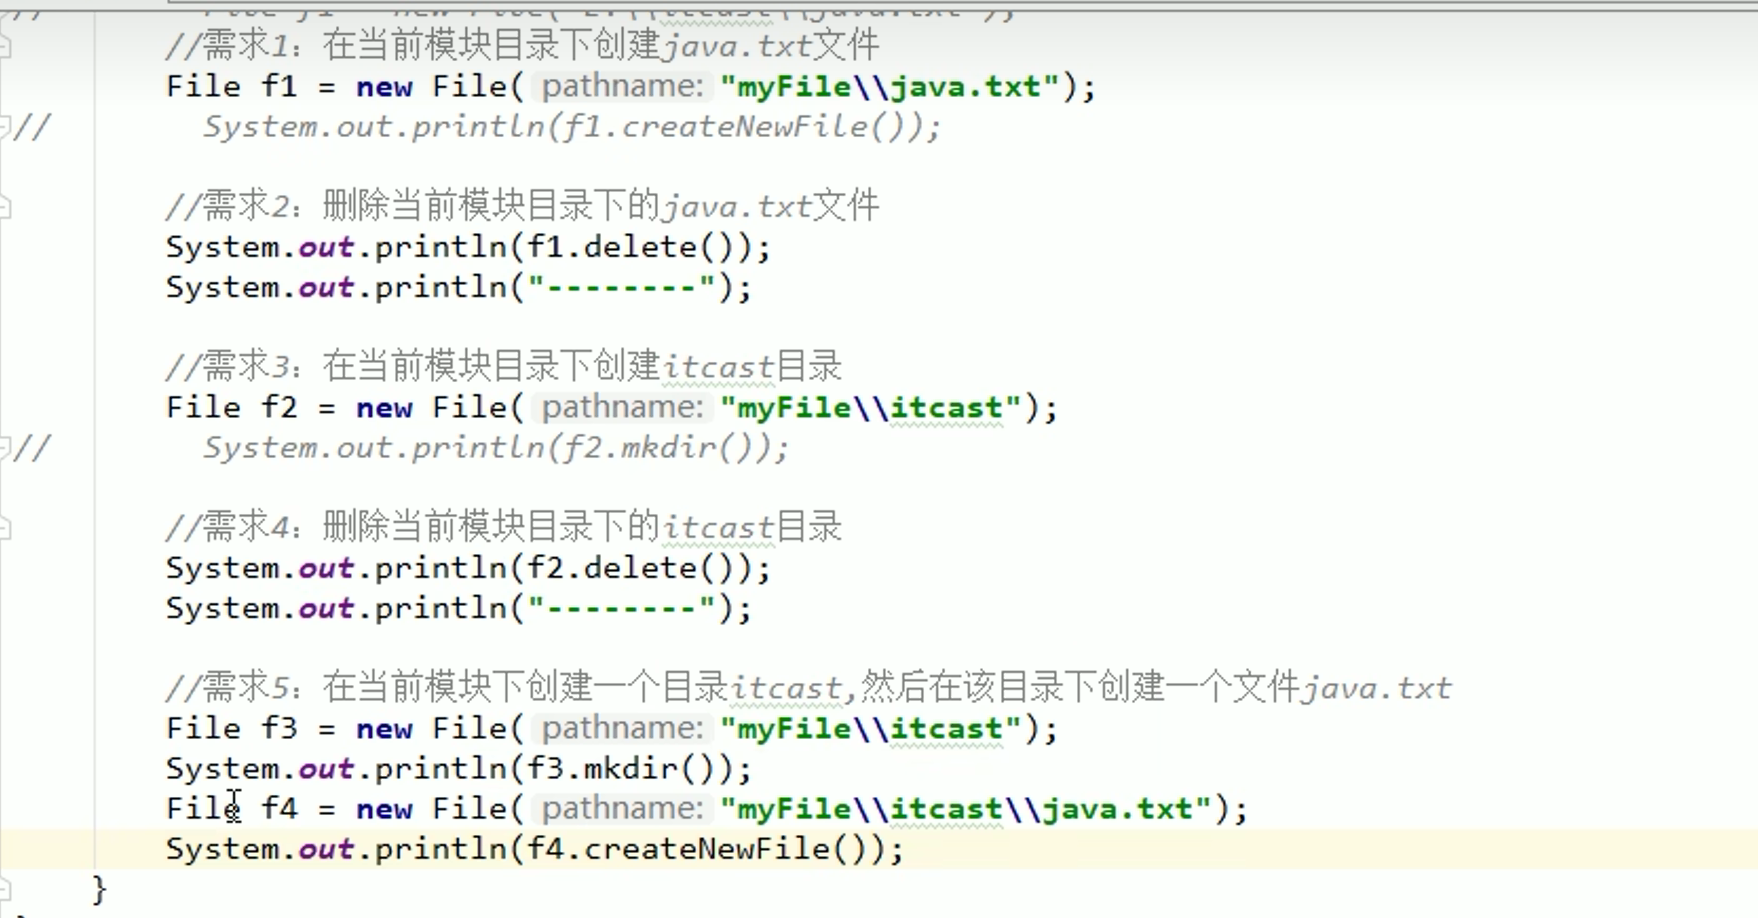 //需求1：在当前模块目录下创建java.txt文件
File f1 = new File( pathname: "myFile\\java.txt");
//        System.out.println(f1.createNewFile());
//需求2：删除当前模块目录下的java.txt文件
System.out.println(f1.delete());
System.out.println("--------");
//需求3：在当前模块目录下创建itcast目录
File f2 = new File( pathname: "myFile\\itcast");
//        System.out.println(f2.mkdir());
//需求4：删除当前模块目录下的itcast目录
System.out.println(f2.delete());
System.out.println("--------");
//需求5：在当前模块下创建一个目录itcast,然后在该目录下创建一个文件java.txt
File f3 = new File( pathname: "myFile\\itcast");
System.out.println(f3.mkdir());
File f4 = new File( pathname: "myFile\\itcast\\java.txt");
System.out.println(f4.createNewFile());
}